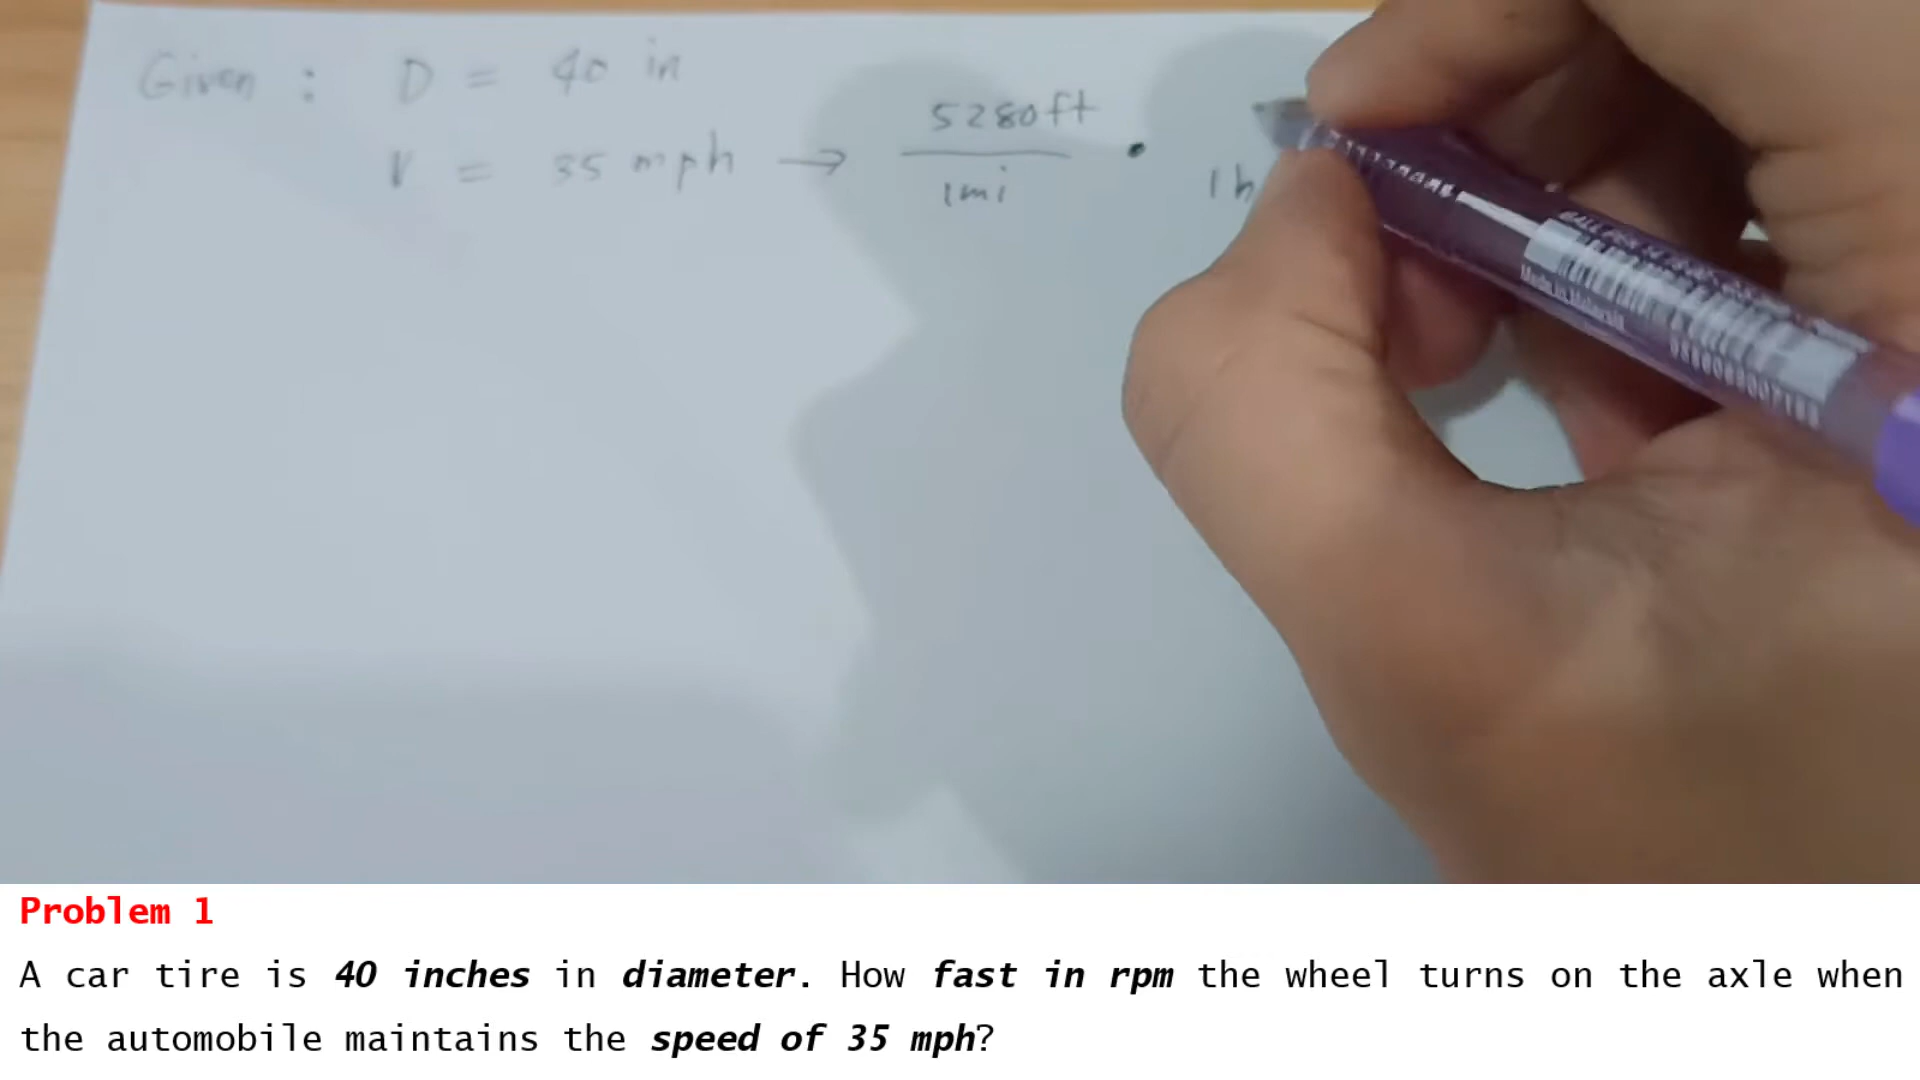 Given : D = 40 in
V = 35 mph → 5280ft
1mi · 1h
Problem 1
A car tire is 40 inches in diameter. How fast in rpm the wheel turns on the axle when
the automobile maintains the speed of 35 mph?